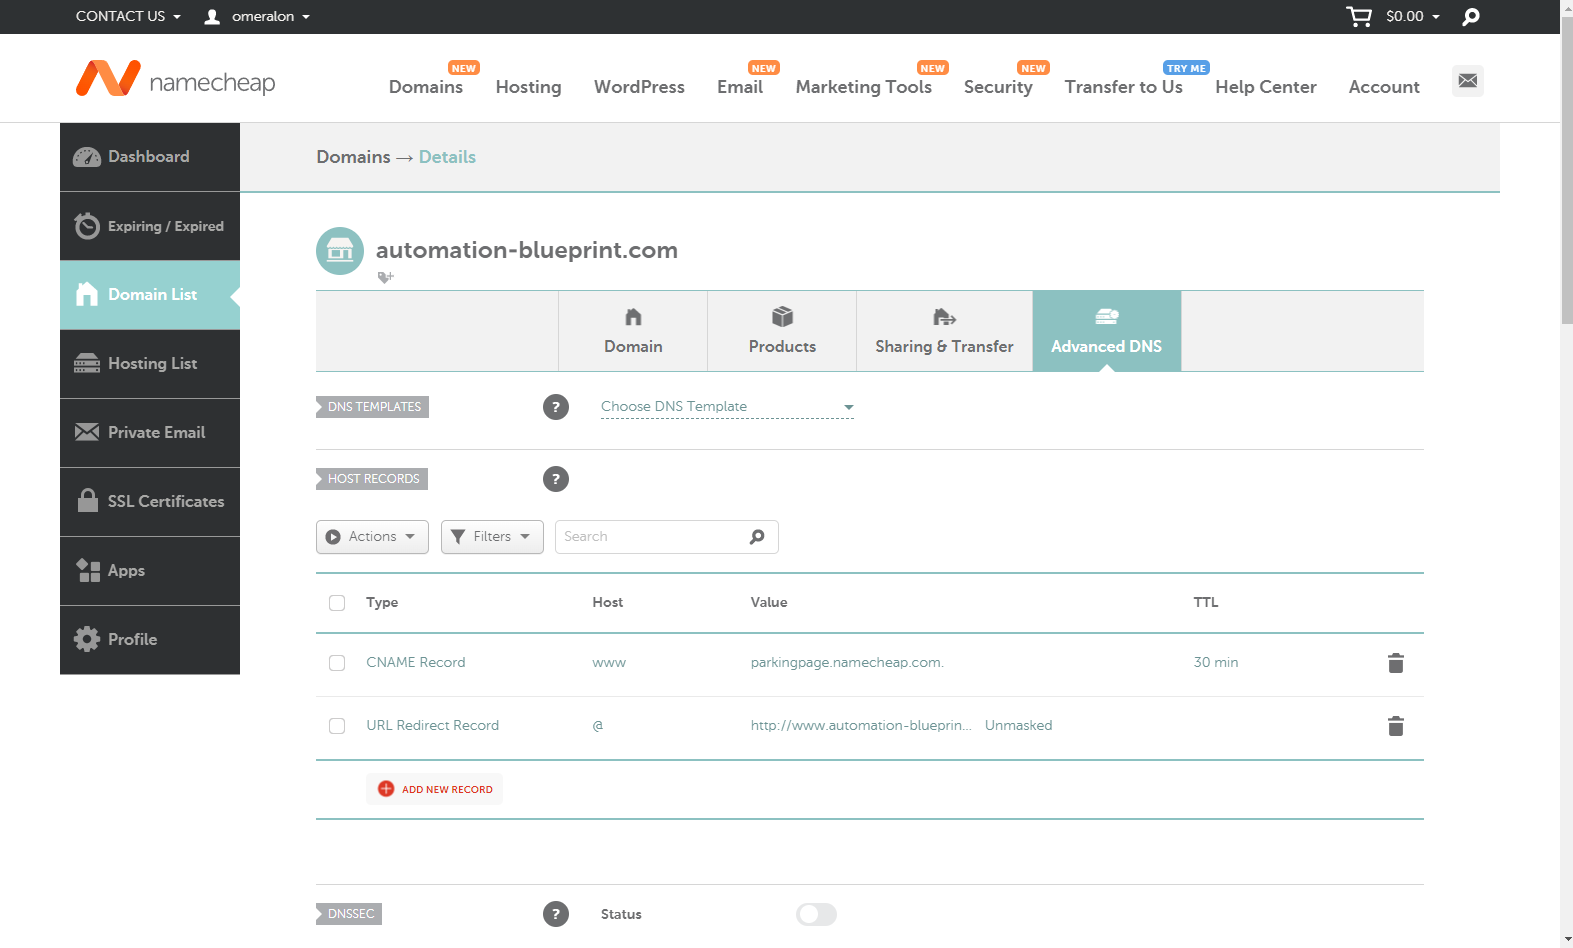 CONTACT US omeralon $0.00
namecheap
NEW NEW NEW NEW TRY ME
Domains Hosting WordPress Email Marketing Tools Security Transfer to Us Help Center Account
Dashboard
Expiring / Expired
Domain List
Hosting List
Private Email
SSL Certificates
Apps
Profile
Domains → Details
automation-blueprint.com
Domain Products Sharing & Transfer Advanced DNS
DNS TEMPLATES ? Choose DNS Template
HOST RECORDS ?
Actions Filters Search
Type Host Value TTL
CNAME Record www parkingpage.namecheap.com. 30 min
URL Redirect Record @ http://www.automation-blueprin... Unmasked
ADD NEW RECORD
DNSSEC ? Status